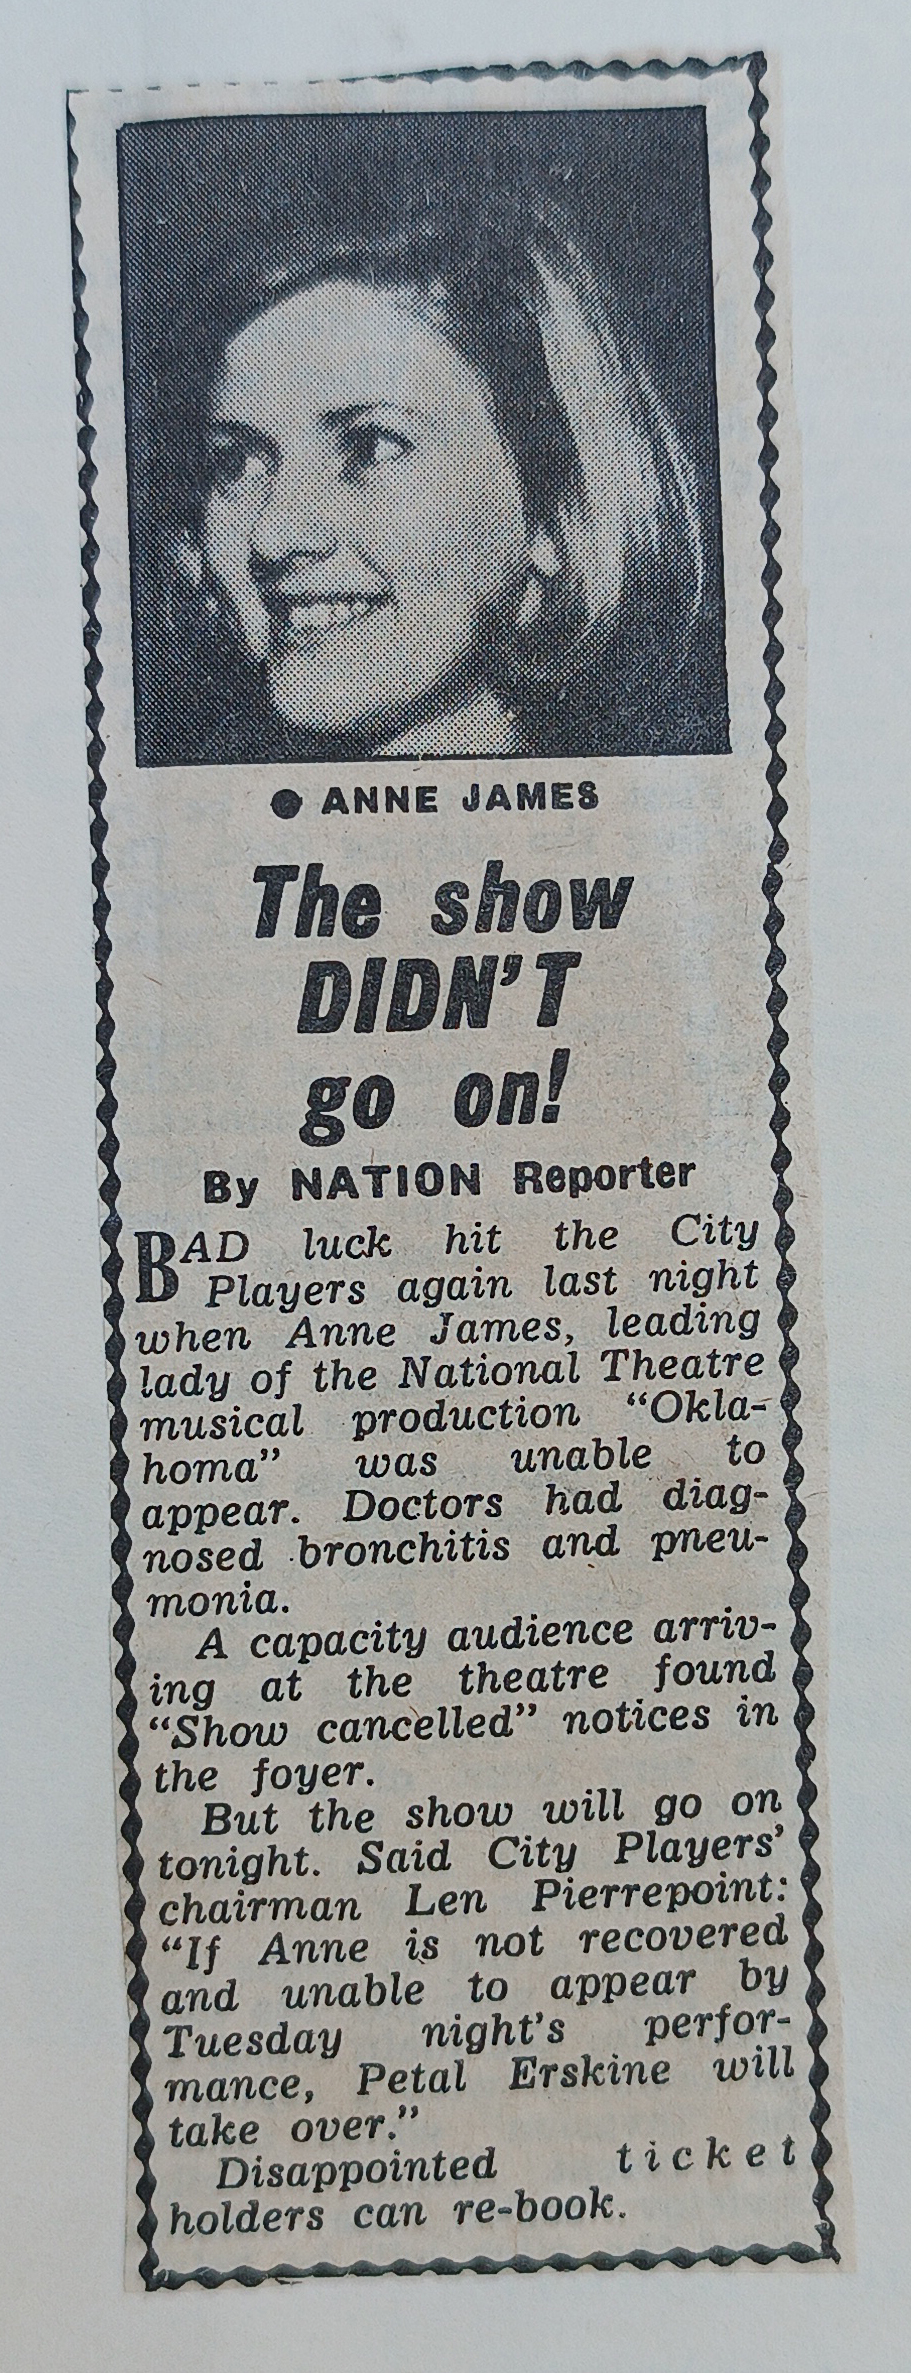 ● ANNE JAMES
The show
DIDN'T
go on!
By NATION Reporter
BAD luck hit the City
Players again last night
when Anne James, leading
lady of the National Theatre
musical production “Okla-
homa” was unable to
appear. Doctors had diag-
nosed bronchitis and pneu-
monia.
A capacity audience arriv-
ing at the theatre found
“Show cancelled” notices in
the foyer.
But the show will go on
tonight. Said City Players'
chairman Len Pierrepoint:
“If Anne is not recovered
and unable to appear by
Tuesday night's perfor-
mance, Petal Erskine will
take over.”
Disappointed ticket
holders can re-book.